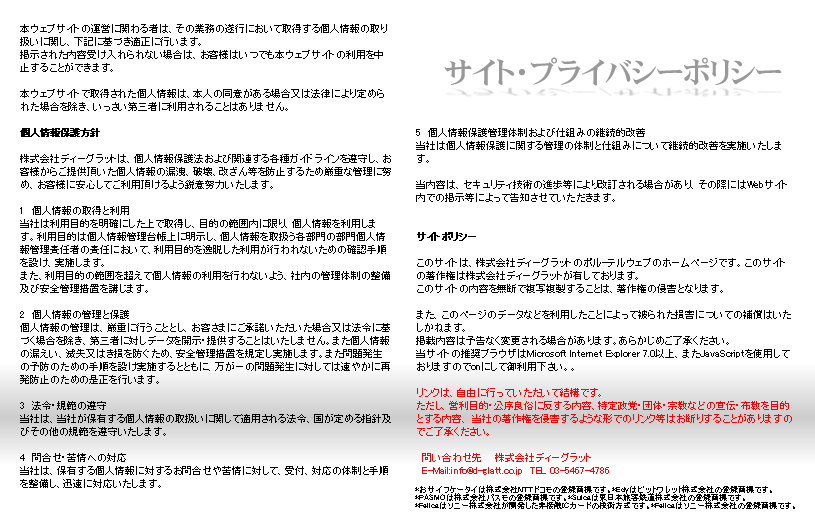 本ウェブサイトの運営に関わる者は、その業務の遂行において取得する個人情報の取り
扱いに関し、下記に基づき適正に行います。
掲示された内容受け入れられない場合は、お客様はいつでも本ウェブサイトの利用を中
止することができます。
本ウェブサイトで取得された個人情報は、本人の同意がある場合又は法律により定めら
れた場合を除き、いっさい第三者に利用されることはありません。
個人情報保護方針
株式会社ディーグラットは、個人情報保護法および関連する各種ガイドラインを遵守し、お
客様からご提供頂いた個人情報の漏洩、破壊、改ざん等を防止するため厳重な管理に努
め、お客様に安心してご利用頂けるよう鋭意努力いたします。
1 個人情報の取得と利用
当社は利用目的を明確にした上で取得し、目的の範囲内に限り、個人情報を利用しま
す。利用目的は個人情報管理台帳上に明示し、個人情報を取扱う各部門の部門個人情
報管理責任者の責任において、利用目的を逸脱した利用が行われないための確認手順
を設け、実施します。
また、利用目的の範囲を超えて個人情報の利用を行わないよう、社内の管理体制の整備
及び安全管理措置を講じます。
2 個人情報の管理と保護
個人情報の管理は、厳重に行うこととし、お客さまにご承諾いただいた場合又は法令に基
づく場合を除き、第三者に対しデータを開示・提供することはいたしません。また個人情報
の漏えい、滅失又はき損を防ぐため、安全管理措置を規定し実施します。また問題発生
の予防のための手順を設け実施するとともに、万が一の問題発生に対しては速やかに再
発防止のための是正を行います。
3 法令・規範の遵守
当社は、当社が保有する個人情報の取扱いに関して適用される法令、国が定める指針及
びその他の規範を遵守いたします。
4 問合せ・苦情への対応
当社は、保有する個人情報に対するお問合せや苦情に対して、受付、対応の体制と手順
を整備し、迅速に対応いたします。
サイト・プライバシーポリシー
5 個人情報保護管理体制および仕組みの継続的改善
当社は個人情報保護に関する管理の体制と仕組みについて継続的改善を実施いたしま
す。
当内容は、セキュリティ技術の進歩等により改訂される場合があり、その際にはWebサイト
内での掲示等によって告知させていただきます。
サイトポリシー
このサイトは、株式会社ディーグラットのポルーテルウェブのホームページです。このサイト
の著作権は株式会社ディーグラットが有しております。
このサイトの内容を無断で複写複製することは、著作権の侵害となります。
また、このページのデータなどを利用したことによって被られた損害についての補償はいた
しかねます。
掲載内容は予告なく変更される場合があります。あらかじめご了承ください。
当サイトの推奨ブラウザはMicrosoft Internet Explorer 7.0以上、またJavaScriptを使用して
おりますのでonにして御利用下さい。。
リンクは、自由に行っていただいて結構です。
ただし、営利目的・公序良俗に反する内容、特定政党・団体・宗教などの宣伝・布教を目的
とする内容、 当社の著作権を侵害するような形でのリンク等はお断りすることがありますの
でご了承ください。
問い合わせ先 株式会社ディーグラット
E-Mail:info@d-glatt.co.jp TEL 03-5467-4786
*おサイフケータイは株式会社NTTドコモの登録商標です。*Edyはビットワレット株式会社の登録商標です。
*PASMOは株式会社パスモの登録商標です。*Suicaは東日本旅客鉄道株式会社の登録商標です。
*FeliCaはソニー株式会社が開発した非接触ICカードの技術方式です。*FeliCaはソニー株式会社の登録商標です。